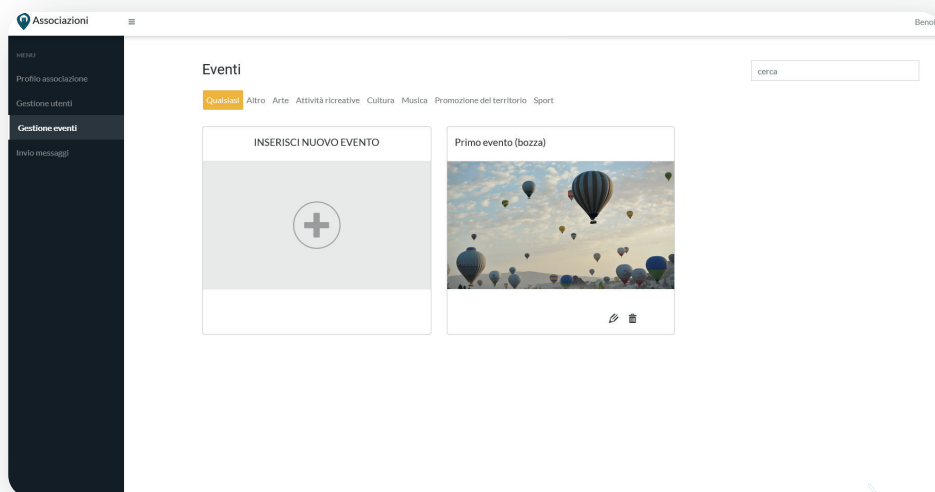 Associazioni
Benoi
MENU
Profilo associazione
Gestione utenti
Gestione eventi
Invio messaggi
Eventi
cerca
Qualsiasi Altro Arte Attività ricreative Cultura Musica Promozione del territorio Sport
INSERISCI NUOVO EVENTO
Primo evento (bozza)